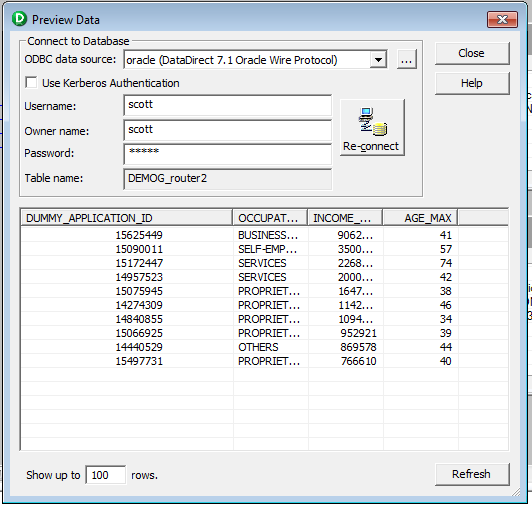 Preview Data
Connect to Database
ODBC data source: oracle (DataDirect 7.1 Oracle Wire Protocol) ...
Close
Use Kerberos Authentication
Help
Username: scott
Owner name: scott
Password: *****
Re-connect
Table name: DEMOG_router2
DUMMY_APPLICATION_ID OCCUPAT... INCOME_... AGE_MAX
15625449 BUSINESS... 9062... 41
15090011 SELF-EMP... 3500... 57
15172447 SERVICES 2268... 74
14957523 SERVICES 2000... 42
15075945 PROPRIET... 1647... 38
14274309 PROPRIET... 1142... 46
14840855 PROPRIET... 1094... 34
15066925 PROPRIET... 952921 39
14440529 OTHERS 869578 44
15497731 PROPRIET... 766610 40
Show up to 100 rows.
Refresh